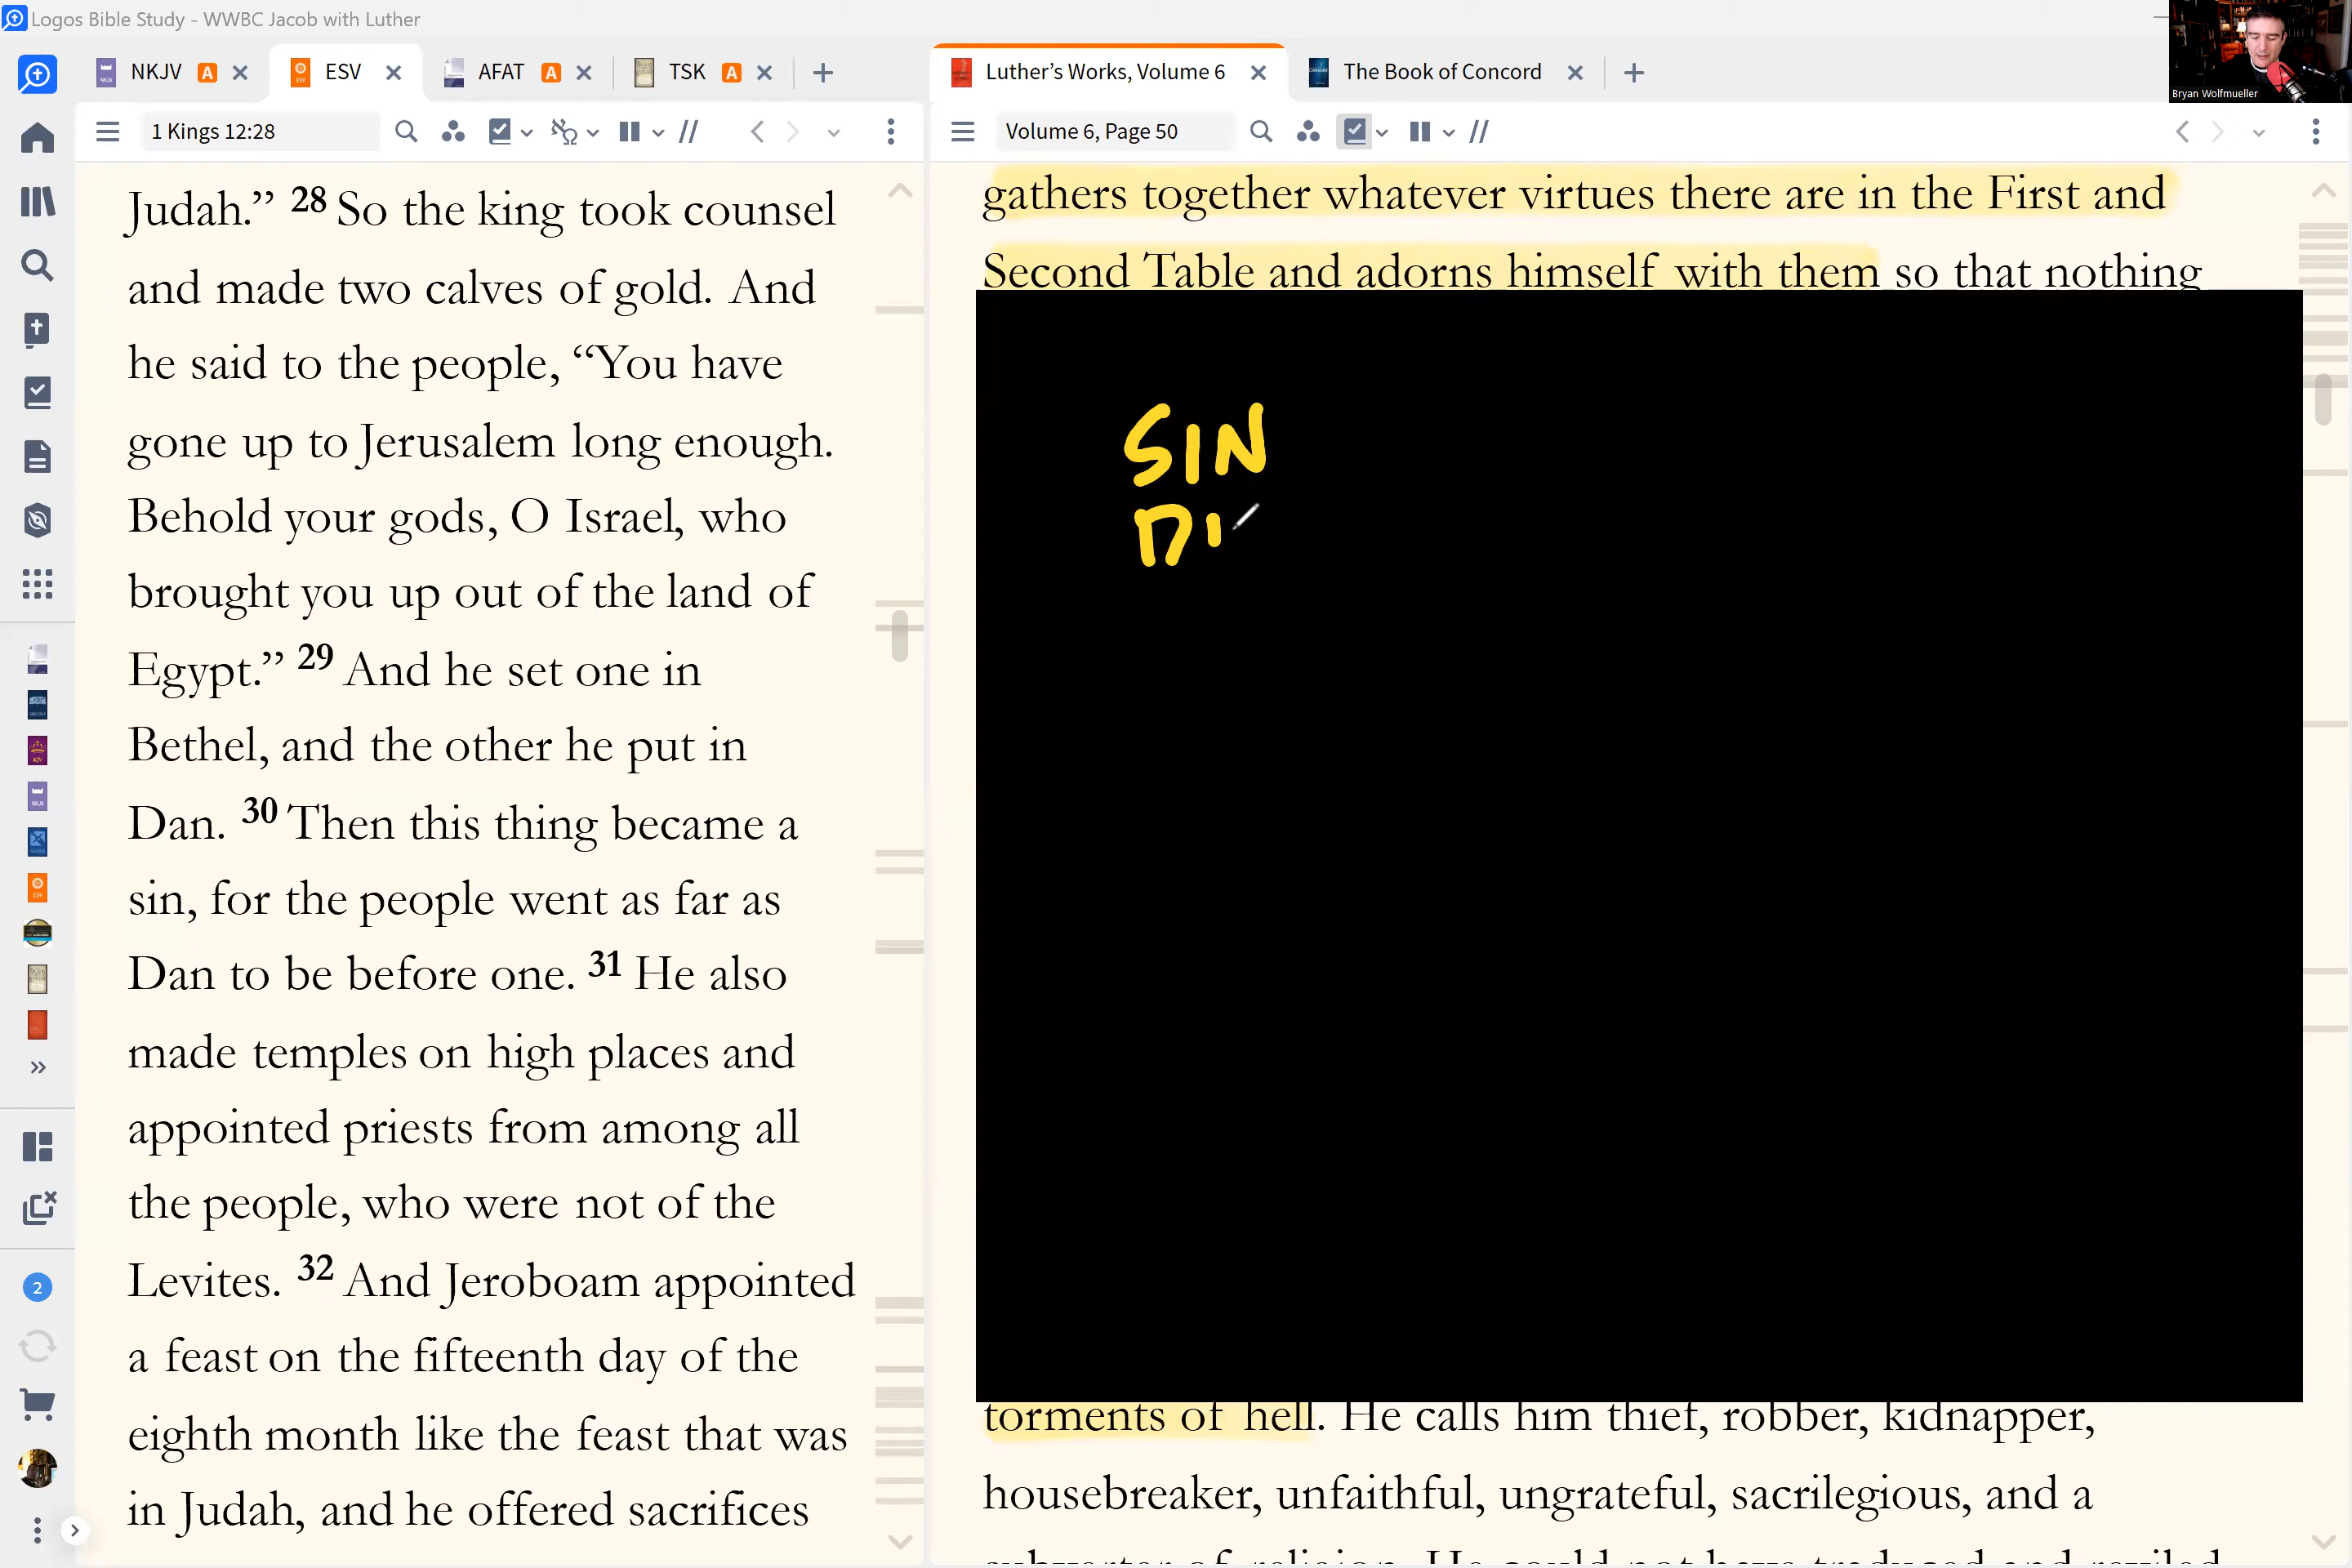 Logos Bible Study - WWBC Jacob with Luther
NKJV A
ESV
AFAT A
TSK A
Luther's Works, Volume 6
The Book of Concord
Bryan Wolfmueller
1 Kings 12:28
Volume 6, Page 50
Judah.” 28 So the king took counsel
and made two calves of gold. And
he said to the people, “You have
gone up to Jerusalem long enough.
Behold your gods, O Israel, who
brought you up out of the land of
Egypt.” 29 And he set one in
Bethel, and the other he put in
Dan. 30 Then this thing became a
sin, for the people went as far as
Dan to be before one. 31 He also
made temples on high places and
appointed priests from among all
the people, who were not of the
Levites. 32 And Jeroboam appointed
a feast on the fifteenth day of the
eighth month like the feast that was
in Judah, and he offered sacrifices
gathers together whatever virtues there are in the First and
Second Table and adorns himself with them so that nothing
SIN
DI
torments of hell. He calls him thief, robber, kidnapper,
housebreaker, unfaithful, ungrateful, sacrilegious, and a
2